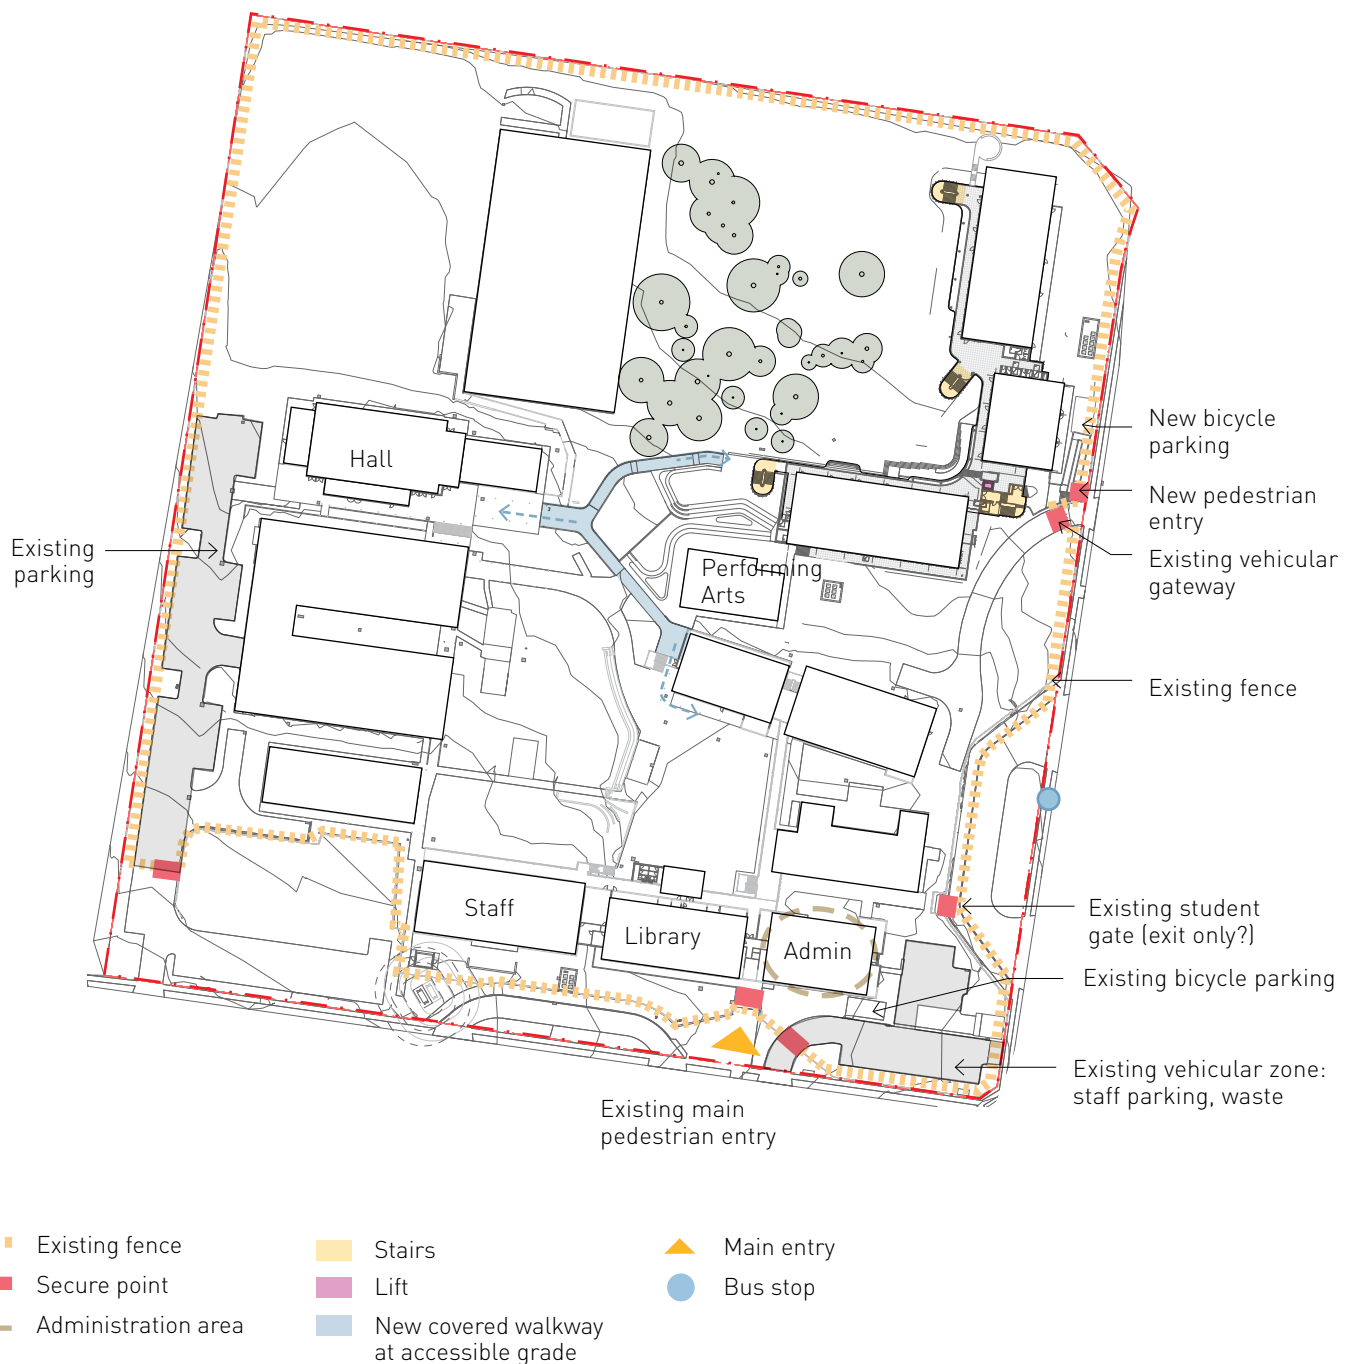 Hall
New bicycle
parking
New pedestrian
entry
Existing
parking
Existing vehicular
gateway
Performing
Arts
Existing fence
Staff
Library
Admin
Existing student
gate (exit only?)
Existing bicycle parking
Existing vehicular zone:
staff parking, waste
Existing main
pedestrian entry
Existing fence
Secure point
Administration area
Stairs
Lift
New covered walkway
at accessible grade
Main entry
Bus stop